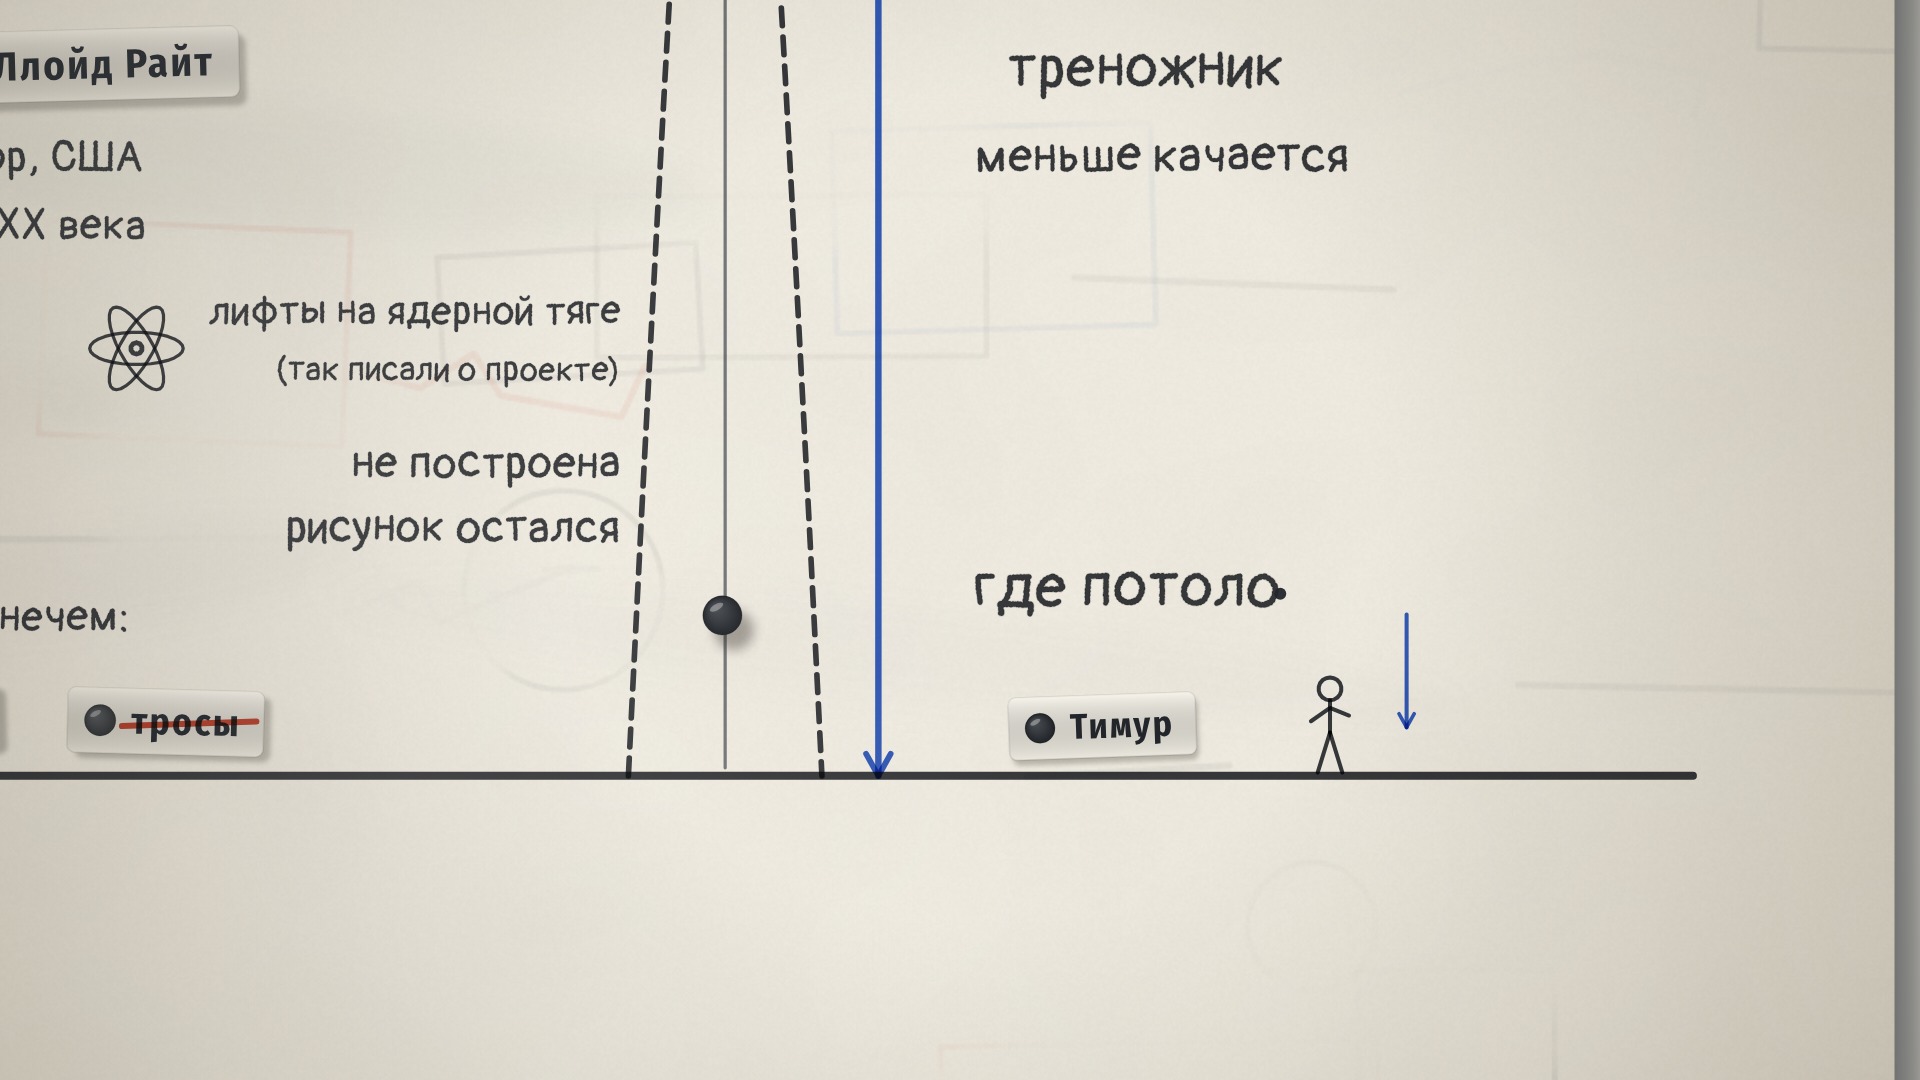 Ллойд Райт
ор, США
XX века
лифты на ядерной тяге
(так писали о проекте)
не построена
рисунок остался
нечем:
тросы
треножник
меньше качается
где потоло
Тимур